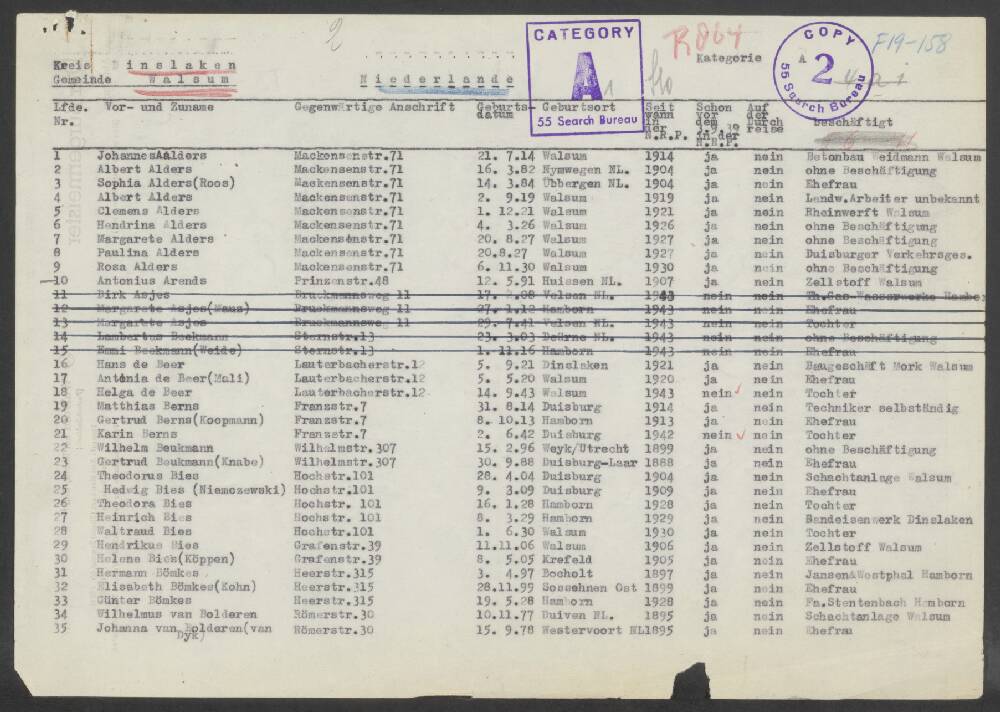 2
R 864
F19-158
CATEGORY
A
55 Search Bureau
COPY
2
55 Search Bureau
Kreis Dinslaken
Kategorie A
Gemeinde Walsum
Niederlande
Lfde. Nr. Vor- und Zuname Gegenwärtige Anschrift Geburts- datum Geburtsort Seit wann in der N.R.P. Schon vor dem 1.9.39 in der N.R.P. Auf der Durch reise beschäftigt
1 Johannes Aalders Mackensenstr.71 21. 7.14 Walsum 1914 ja nein Betonbau Weidmann Walsum
2 Albert Alders Mackensenstr.71 16. 3.82 Nymwegen NL. 1904 ja nein ohne Beschäftigung
3 Sophia Alders(Roos) Mackensenstr.71 14. 3.84 Übbergen NL. 1904 ja nein Ehefrau
4 Albert Alders Mackensenstr.71 2. 9.19 Walsum 1919 ja nein Landw.Arbeiter unbekannt
5 Clemens Alders Mackensenstr.71 1. 12.21 Walsum 1921 ja nein Rheinwerft Walsum
6 Hendrina Alders Mackensenstr.71 4. 3.26 Walsum 1926 ja nein ohne Beschäftigung
7 Margarete Alders Mackensenstr.71 20. 8.27 Walsum 1927 ja nein ohne Beschäftigung
8 Paulina Alders Mackensenstr.71 20.8.27 Walsum 1927 ja nein Duisburger Verkehrsges.
9 Rosa Alders Mackensenstr.71 6. 11.30 Walsum 1930 ja nein ohne Beschäftigung
10 Antonius Arends Prinzenstr.48 12. 5.91 Huissen NL. 1907 ja nein Zellstoff Walsum
11 Dirk Asjes Bruckmannsweg 11 17. 2.08 Velsen NL. 1943 nein nein Th.Gas-Wasserwerke Hambo
12 Margarete Asjes(Maus) Bruckmannsweg 11 27. 1.12 Hamborn 1943 nein nein Ehefrau
13 Margarete Asjes Bruckmannsweg 11 29. 7.41 Velsen NL. 1943 nein nein Tochter
14 Lambertus Beekmann Sternstr.13 23. 3.03 Deurne NL. 1943 nein nein ohne Beschäftigung
15 Emmi Beekmann(Weide) Sternstr.13 1. 11.16 Hamborn 1943 nein nein Ehefrau
16 Hans de Beer Lauterbacherstr.12 5. 9.21 Dinslaken 1921 ja nein Baugeschäft Mork Walsum
17 Antonia de Beer(Mali) Lauterbacherstr.12 5. 5.20 Walsum 1920 ja nein Ehefrau
18 Helga de Beer Lauterbacherstr.12 14. 9.43 Walsum 1943 nein ✓ nein Tochter
19 Matthias Berns Franzstr.7 31. 8.14 Duisburg 1914 ja nein Techniker selbständig
20 Gertrud Berns(Koopmann) Franzstr.7 8. 10.13 Hamborn 1913 ja nein Ehefrau
21 Karin Berns Franzstr.7 2. 6.42 Duisburg 1942 nein ✓ nein Tochter
22 Wilhelm Beukmann Wilhelmstr.307 15. 2.96 Weyk/Utrecht 1899 ja nein ohne Beschäftigung
23 Gertrud Beukmann(Knabe) Wilhelmstr.307 30. 9.88 Duisburg-Laar 1888 ja nein Ehefrau
24 Theodorus Bies Hochstr.101 28. 4.04 Duisburg 1904 ja nein Schachtanlage Walsum
25 Hedwig Bies (Niemozewski) Hochstr.101 9. 3.09 Duisburg 1909 ja nein Ehefrau
26 Theodora Bies Hochstr. 101 16. 1.28 Hamborn 1928 ja nein Tochter
27 Heinrich Bies Hochstr. 101 8. 3.29 Hamborn 1929 ja nein Bandeisenwerk Dinslaken
28 Waltraud Bies Hochstr.101 1. 6.30 Walsum 1930 ja nein Tochter
29 Hendrikus Bies Grafenstr.39 11.11.06 Walsum 1906 ja nein Zellstoff Walsum
30 Helene Bies(Köppen) Grafenstr.39 8. 5.05 Krefeld 1905 ja nein Ehefrau
31 Hermann Bömkes Heerstr.315 3. 4.97 Bocholt 1897 ja nein Jansen&Westphal Hamborn
32 Elisabeth Bömkes(Kohn) Heerstr.315 28.11.95 Sossehnen Ost 1899 ja nein Ehefrau
33 Günter Bömkes Heerstr.315 19. 5.28 Hamborn 1928 ja nein Fa.Stentenbach Hamborn
34 Wilhelmus van Bolderen Römerstr.30 10.11.77 Duiven NL. 1895 ja nein Schachtanlage Walsum
35 Johanna van Bolderen(van Dyk) Römerstr.30 15. 9.78 Westervoort NL 1895 ja nein Ehefrau